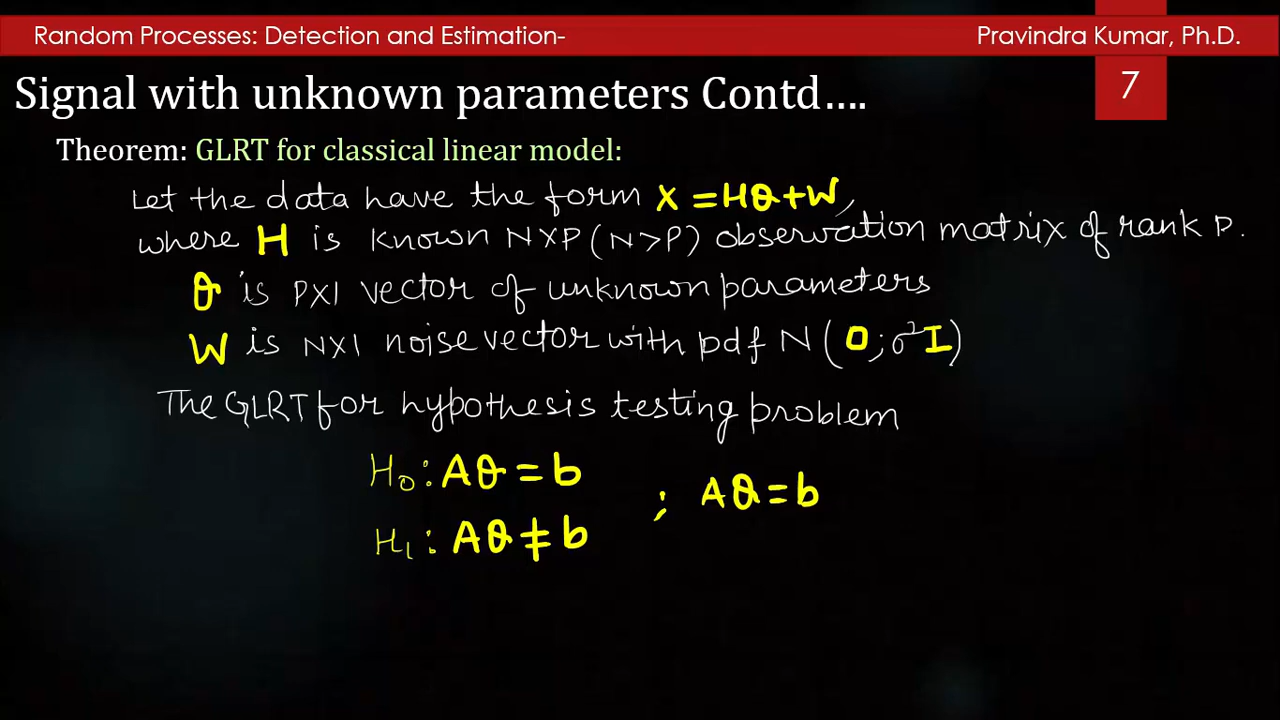 Random Processes: Detection and Estimation- Pravindra Kumar, Ph.D.
Signal with unknown parameters Contd…. 7
Theorem: GLRT for classical linear model:
Let the data have the form X = Hθ + W,
where H is known NXP (N>P) observation matrix of rank P.
θ is PX1 vector of unknown parameters
W is NX1 noise vector with pdf N(0; σ²I)
The GLRT for hypothesis testing problem
H₀: Aθ = b
; Aθ = b
H₁: Aθ ≠ b